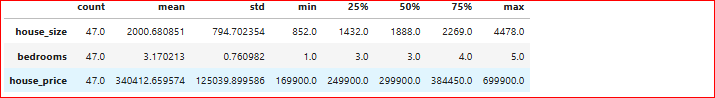 count mean std min 25% 50% 75% max
house_size 47.0 2000.680851 794.702354 852.0 1432.0 1888.0 2269.0 4478.0
bedrooms 47.0 3.170213 0.760982 1.0 3.0 3.0 4.0 5.0
house_price 47.0 340412.659574 125039.899586 169900.0 249900.0 299900.0 384450.0 699900.0